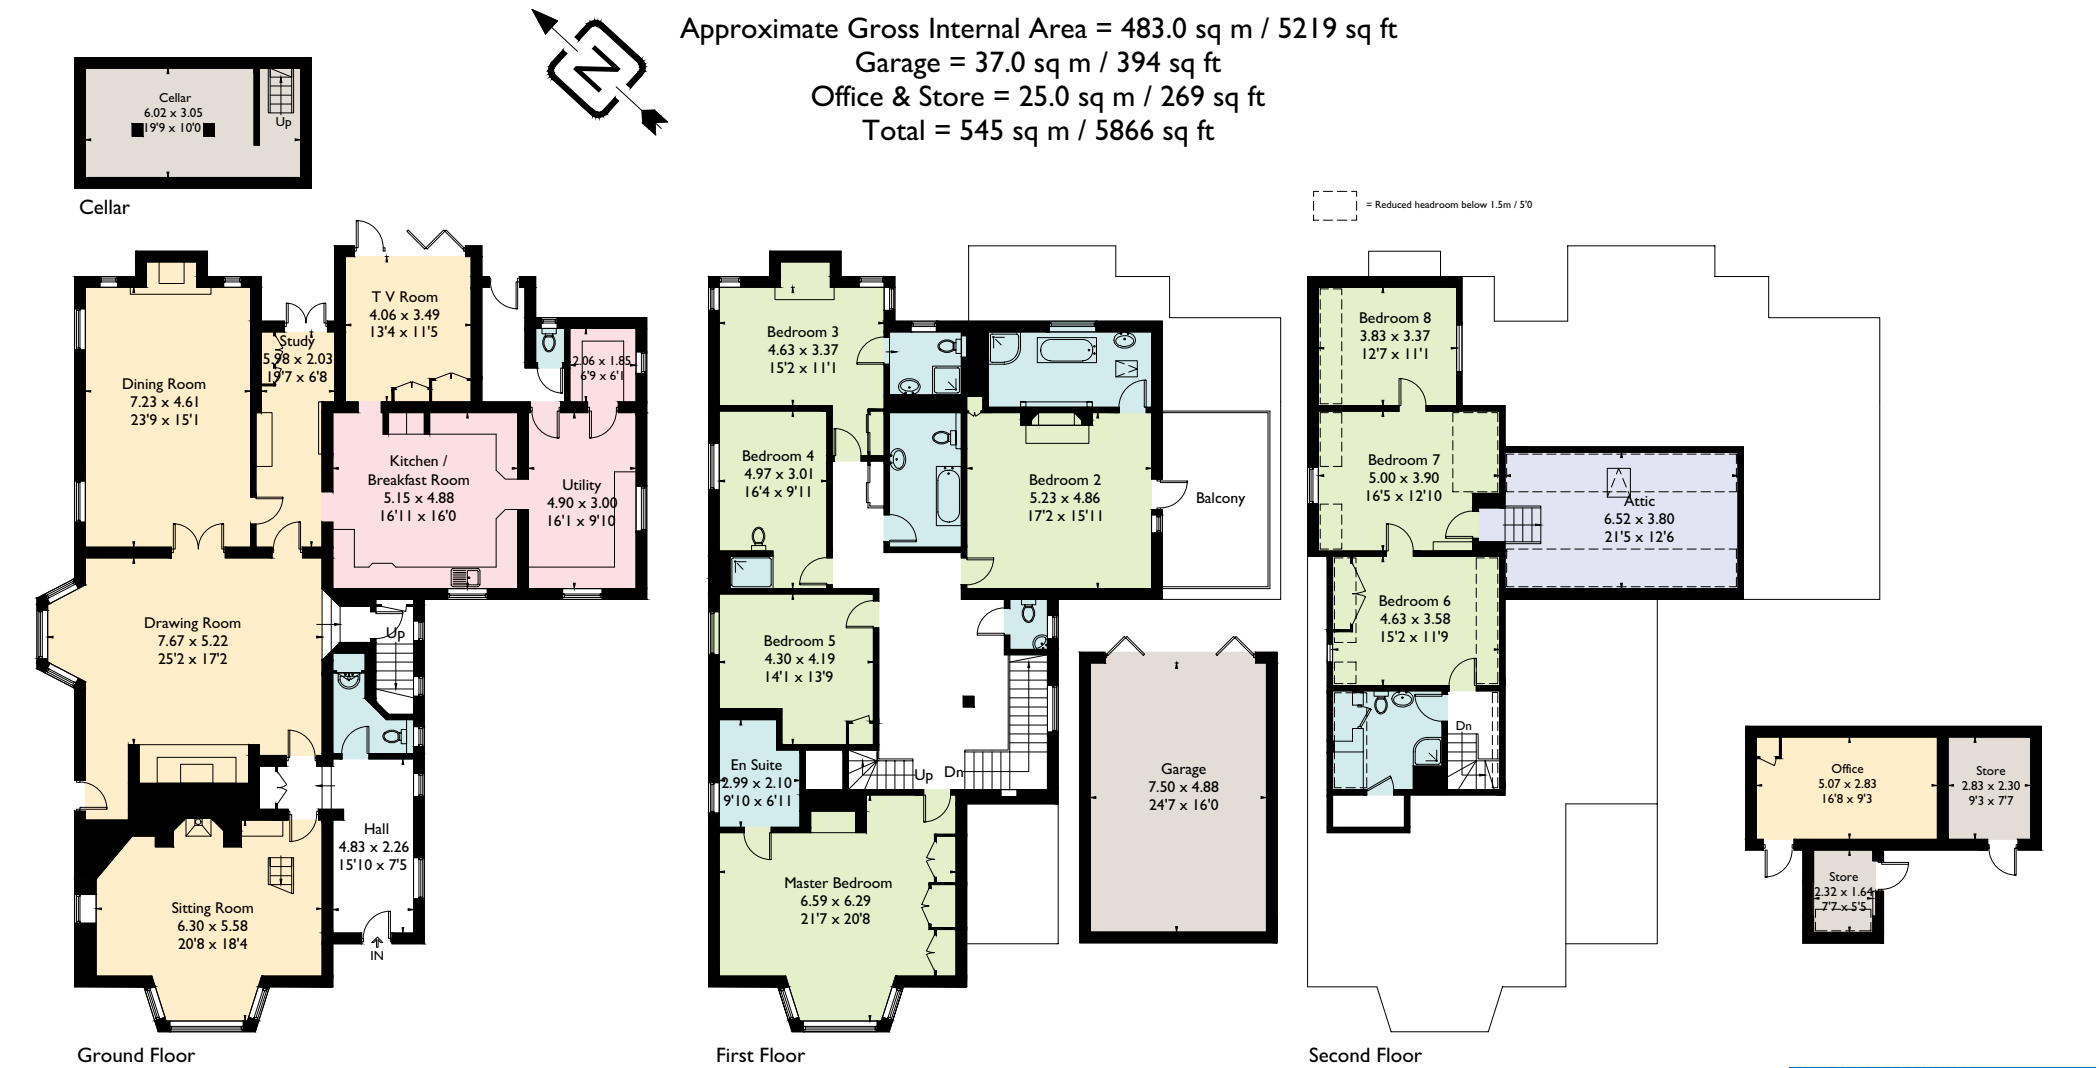 N
Approximate Gross Internal Area = 483.0 sq m / 5219 sq ft
Garage = 37.0 sq m / 394 sq ft
Office & Store = 25.0 sq m / 269 sq ft
Total = 545 sq m / 5866 sq ft
Cellar
6.02 x 3.05
19'9 x 10'0
Up
Cellar
= Reduced headroom below 1.5m / 5'0
T V Room
4.06 x 3.49
13'4 x 11'5
Study
5.98 x 2.03
19'7 x 6'8
2.06 x 1.85
6'9 x 6'1
Dining Room
7.23 x 4.61
23'9 x 15'1
Kitchen /
Breakfast Room
5.15 x 4.88
16'11 x 16'0
Utility
4.90 x 3.00
16'1 x 9'10
Drawing Room
7.67 x 5.22
25'2 x 17'2
Up
Hall
4.83 x 2.26
15'10 x 7'5
Sitting Room
6.30 x 5.58
20'8 x 18'4
IN
Ground Floor
Bedroom 3
4.63 x 3.37
15'2 x 11'1
Bedroom 4
4.97 x 3.01
16'4 x 9'11
Bedroom 2
5.23 x 4.86
17'2 x 15'11
Balcony
Bedroom 5
4.30 x 4.19
14'1 x 13'9
En Suite
2.99 x 2.10
9'10 x 6'11
Up
Dn
Master Bedroom
6.59 x 6.29
21'7 x 20'8
First Floor
Garage
7.50 x 4.88
24'7 x 16'0
Bedroom 8
3.83 x 3.37
12'7 x 11'1
Bedroom 7
5.00 x 3.90
16'5 x 12'10
Attic
6.52 x 3.80
21'5 x 12'6
Bedroom 6
4.63 x 3.58
15'2 x 11'9
Dn
Second Floor
Office
5.07 x 2.83
16'8 x 9'3
Store
2.83 x 2.30
9'3 x 7'7
Store
2.32 x 1.64
7'7 x 5'5